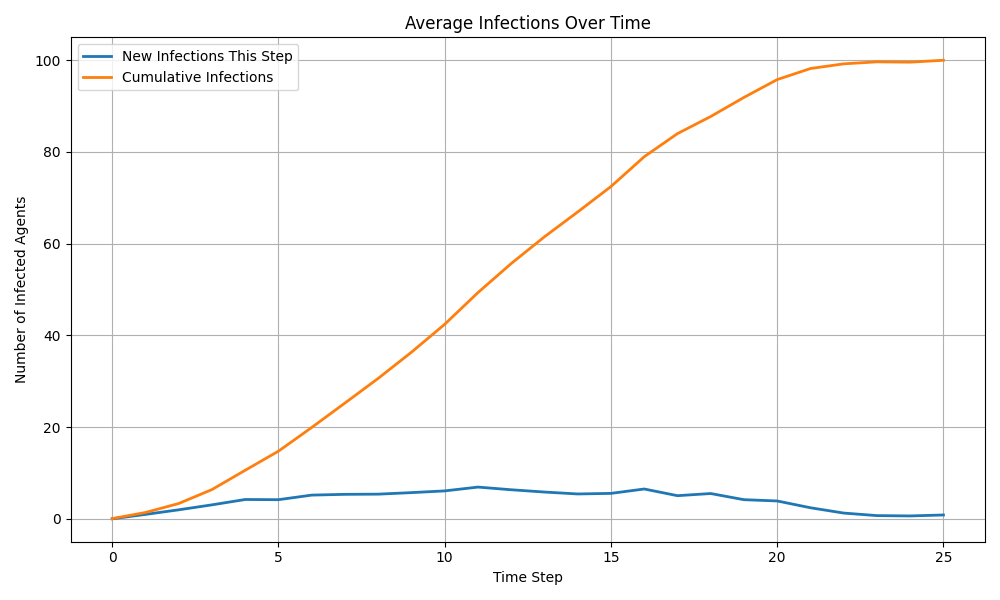 Average Infections Over Time
New Infections This Step
Cumulative Infections
Number of Infected Agents
100
80
60
40
20
0
0 5 10 15 20 25
Time Step